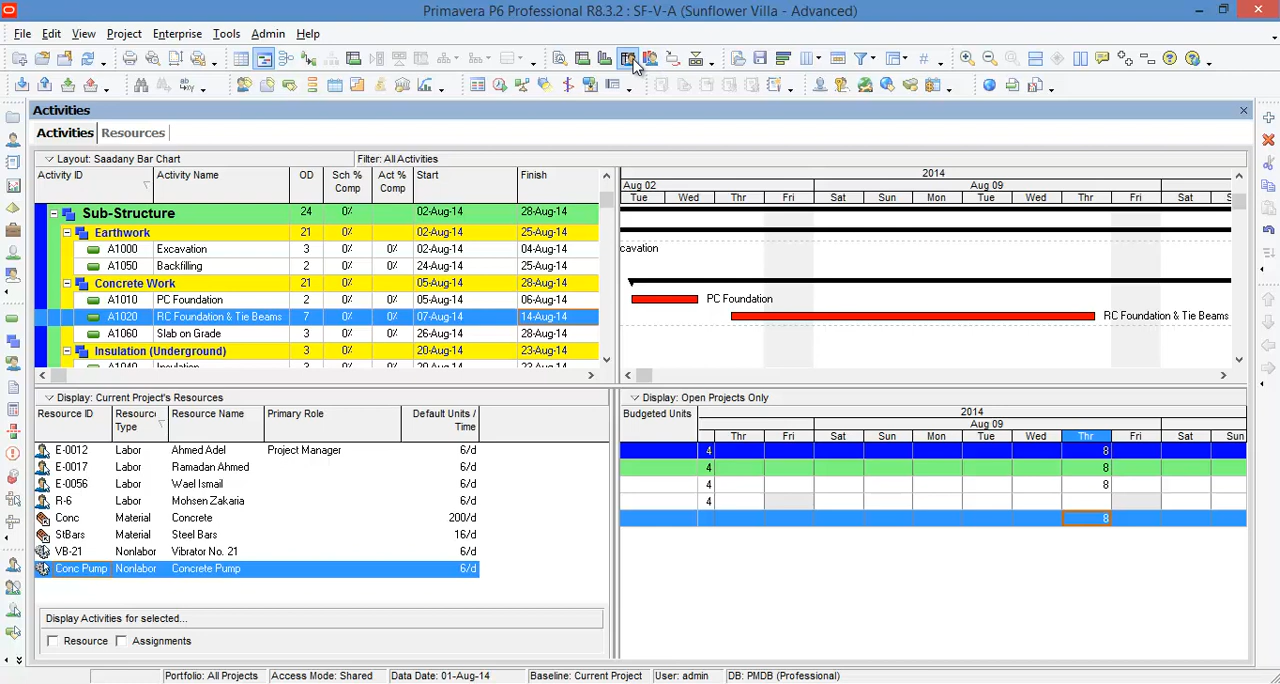 Primavera P6 Professional R8.3.2 : SF-V-A (Sunflower Villa - Advanced)
File Edit View Project Enterprise Tools Admin Help
Activities
Activities Resources
Layout: Saadany Bar Chart Filter: All Activities
Activity ID Activity Name OD Sch % Comp Act % Comp Start Finish
2014
Aug 02 Aug 09
Tue Wed Thr Fri Sat Sun Mon Tue Wed Thr Fri Sat S
Sub-Structure 24 0% 02-Aug-14 28-Aug-14
Earthwork 21 0% 02-Aug-14 25-Aug-14
A1000 Excavation 3 0% 0% 02-Aug-14 04-Aug-14 cavation
A1050 Backfilling 2 0% 0% 24-Aug-14 25-Aug-14
Concrete Work 21 0% 05-Aug-14 28-Aug-14
A1010 PC Foundation 2 0% 0% 05-Aug-14 06-Aug-14 PC Foundation
A1020 RC Foundation & Tie Beams 7 0% 0% 07-Aug-14 14-Aug-14 RC Foundation & Tie Beams
A1060 Slab on Grade 3 0% 0% 26-Aug-14 28-Aug-14
Insulation (Underground) 3 0% 20-Aug-14 23-Aug-14
Display: Current Project's Resources
Resource ID Resourc Type Resource Name Primary Role Default Units / Time
E-0012 Labor Ahmed Adel Project Manager 6/d
E-0017 Labor Ramadan Ahmed 6/d
E-0056 Labor Wael Ismail 6/d
R-6 Labor Mohsen Zakaria 6/d
Conc Material Concrete 200/d
StBars Material Steel Bars 16/d
VB-21 Nonlabor Vibrator No. 21 6/d
Conc Pump Nonlabor Concrete Pump 6/d
Display Activities for selected...
Resource Assignments
Display: Open Projects Only
Budgeted Units 2014
Aug 09
Thr Fri Sat Sun Mon Tue Wed Thr Fri Sat Sun
4 8
4 8
4 8
4
8
Portfolio: All Projects Access Mode: Shared Data Date: 01-Aug-14 Baseline: Current Project User: admin DB: PMDB (Professional)